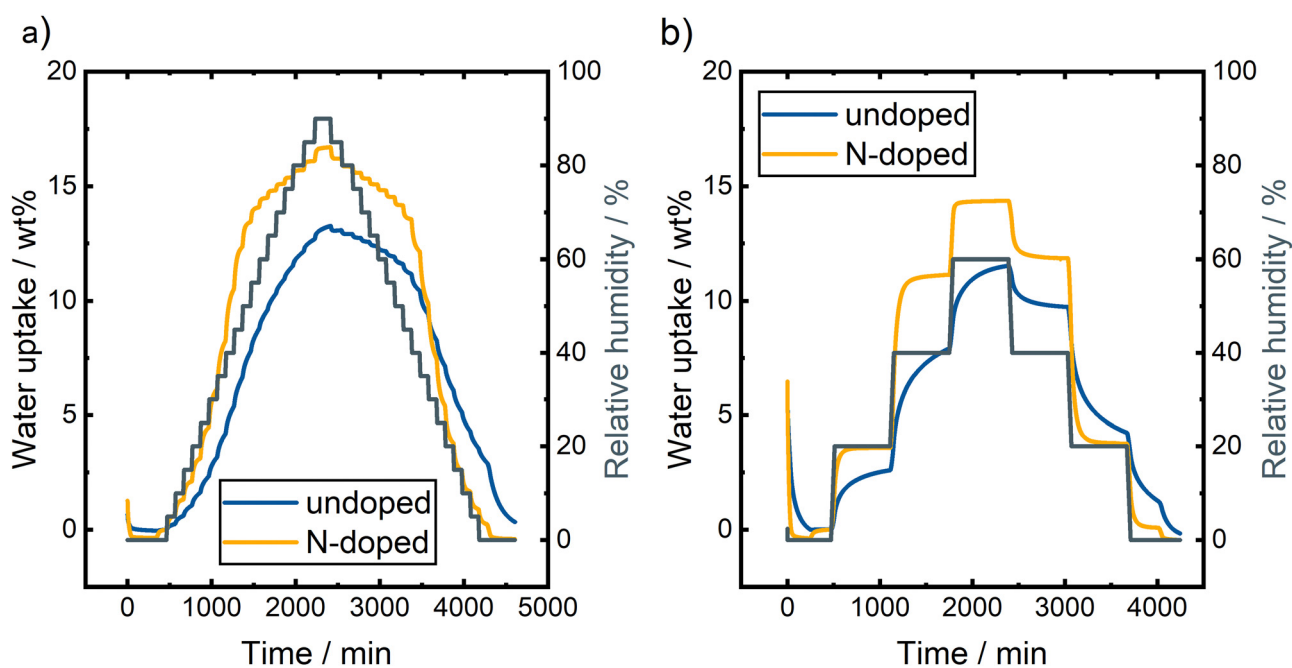 a)
20
15
10
5
0
Water uptake / wt%
100
80
60
40
20
0
Relative humidity / %
undoped
N-doped
0 1000 2000 3000 4000 5000
Time / min
b)
20
15
10
5
0
Water uptake / wt%
100
80
60
40
20
0
Relative humidity / %
undoped
N-doped
0 1000 2000 3000 4000
Time / min